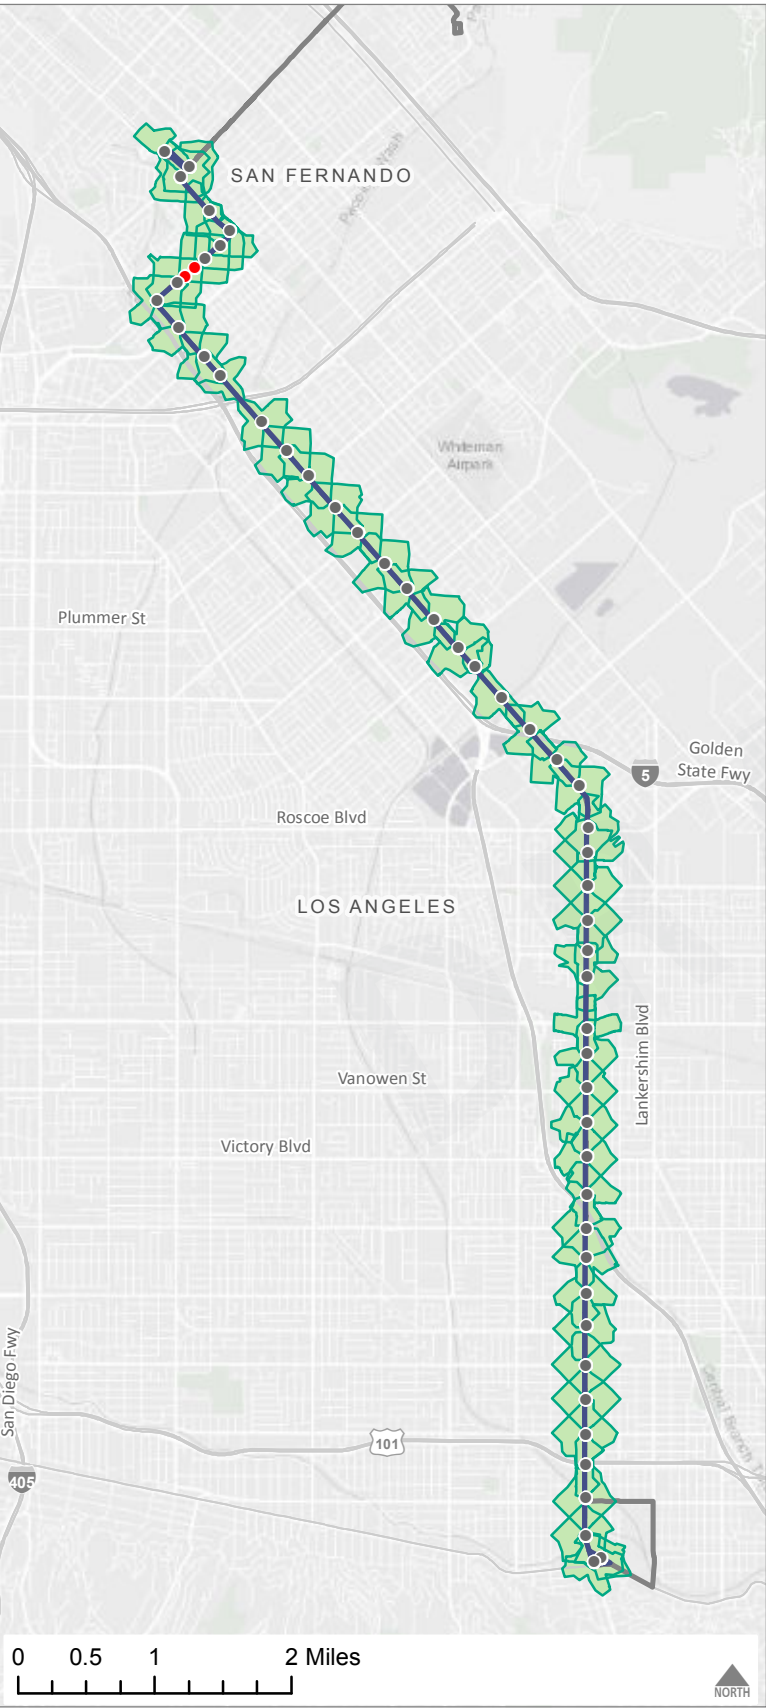 SAN FERNANDO
Whiteman
Airpark
Plummer St
Golden
State Fwy
5
Roscoe Blvd
LOS ANGELES
Lankershim Blvd
Vanowen St
Victory Blvd
San Diego Fwy
101
405
0 0.5 1 2 Miles
NORTH